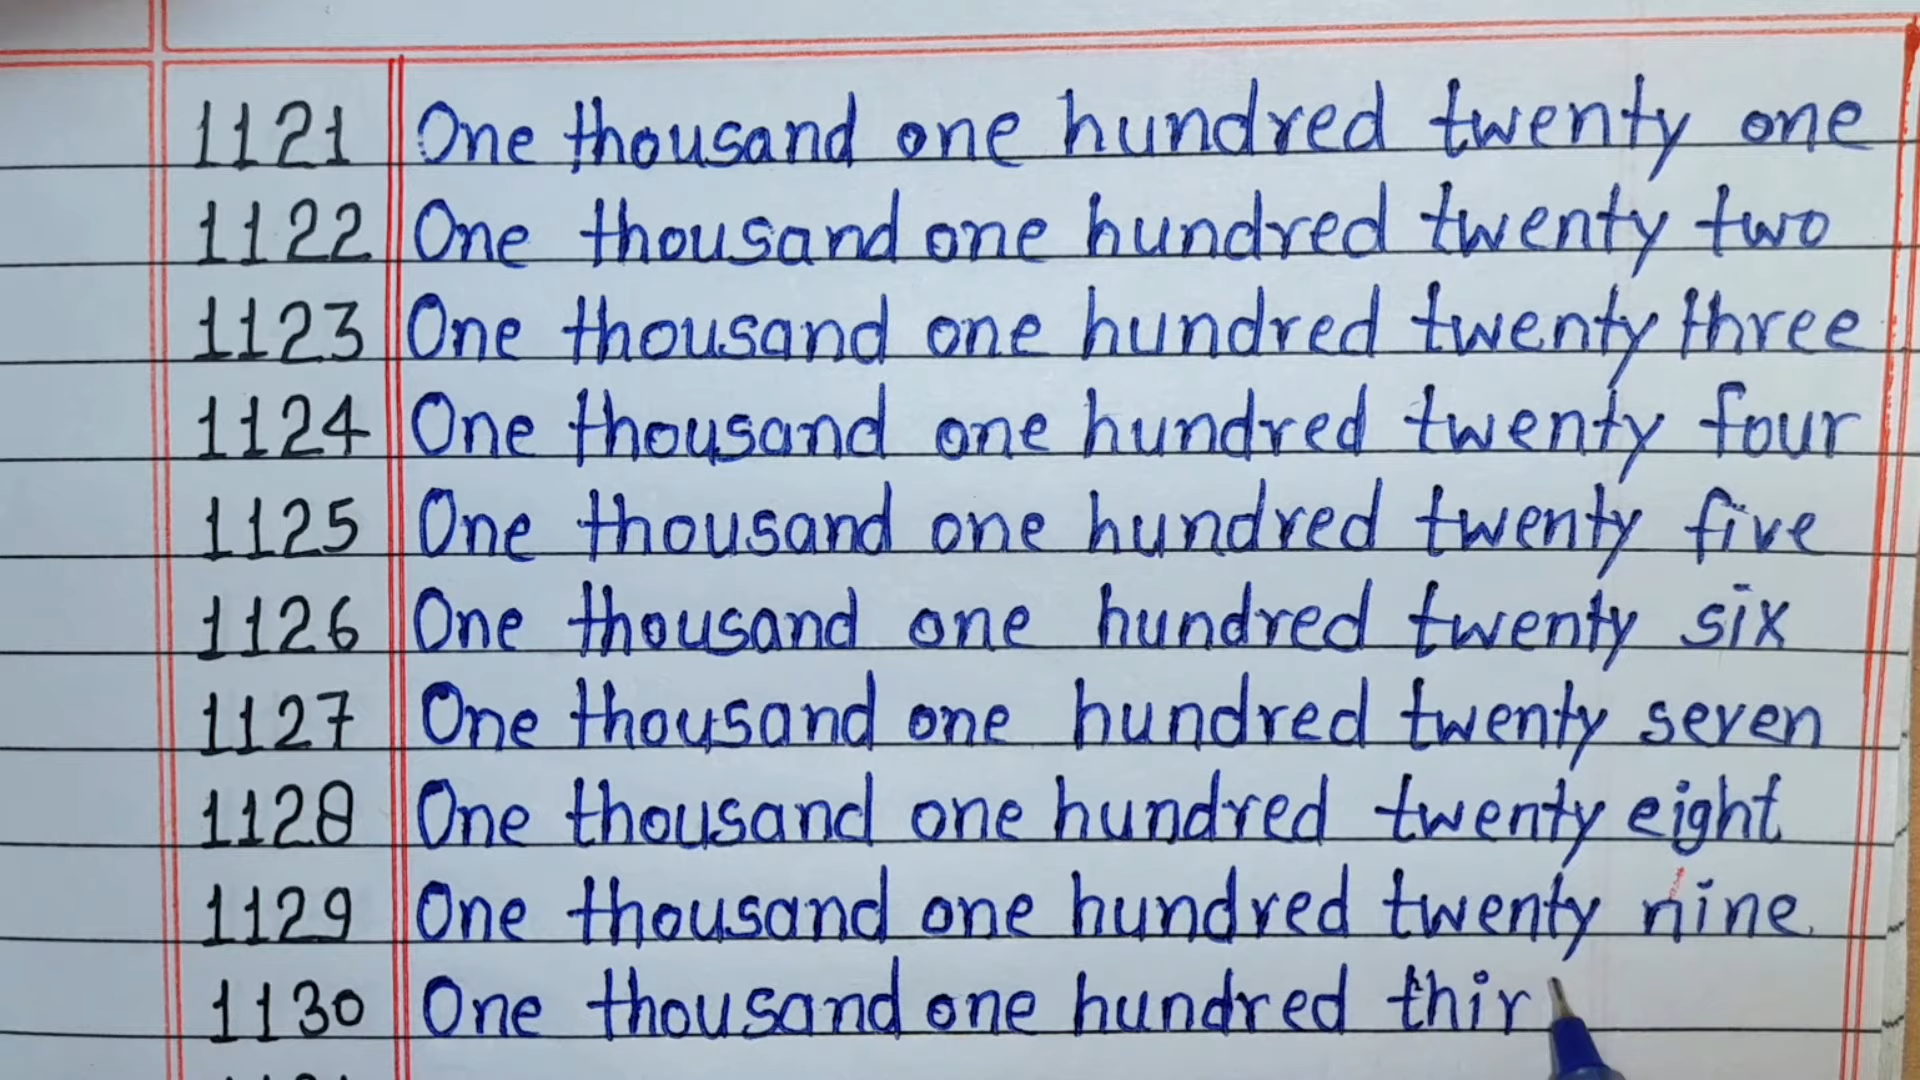 1121 One thousand one hundred twenty one
1122 One thousand one hundred twenty two
1123 One thousand one hundred twenty three
1124 One thousand one hundred twenty four
1125 One thousand one hundred twenty five
1126 One thousand one hundred twenty six
1127 One thousand one hundred twenty seven
1128 One thousand one hundred twenty eight
1129 One thousand one hundred twenty nine
1130 One thousand one hundred thir